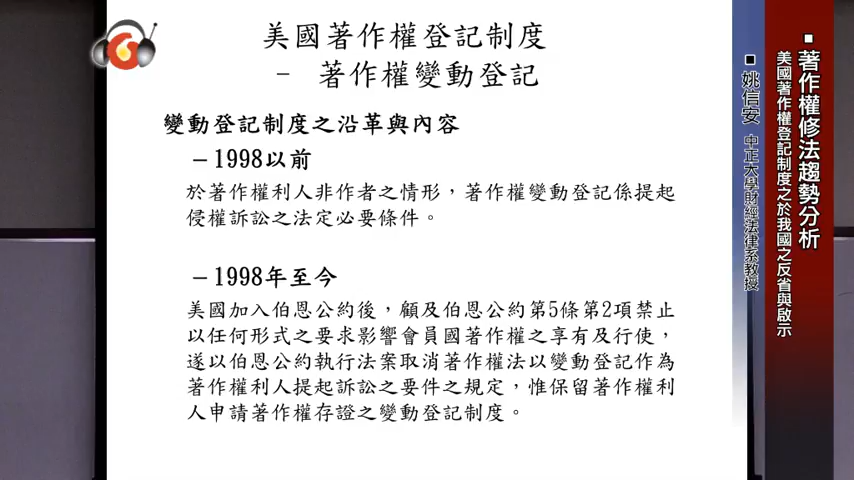 美國著作權登記制度
– 著作權變動登記
變動登記制度之沿革與內容
–1998以前
於著作權利人非作者之情形，著作權變動登記係提起
侵權訴訟之法定必要條件。
–1998年至今
美國加入伯恩公約後，顧及伯恩公約第5條第2項禁止
以任何形式之要求影響會員國著作權之享有及行使，
遂以伯恩公約執行法案取消著作權法以變動登記作為
著作權利人提起訴訟之要件之規定，惟保留著作權利
人申請著作權存證之變動登記制度。
■著作權修法趨勢分析
美國著作權登記制度之於我國之反省與啟示
■ 姚信安 中正大學財經法律系教授